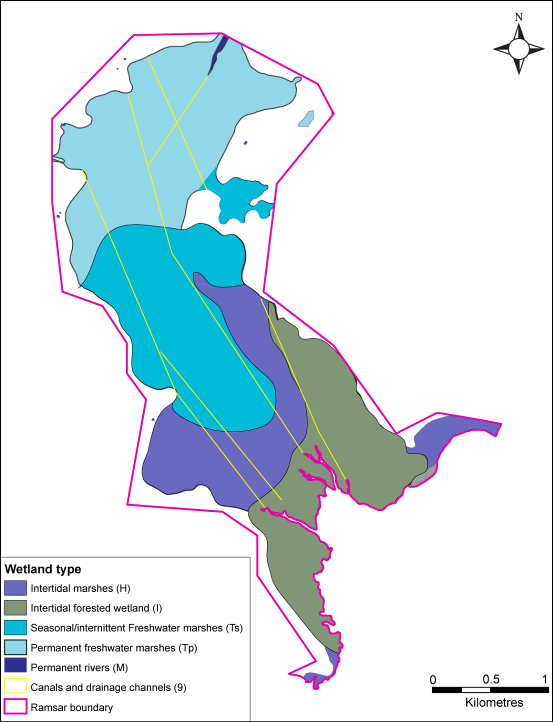 N
Wetland type
Intertidal marshes (H)
Intertidal forested wetland (I)
Seasonal/internittent Freshwater marshes (Ts)
Permanent freshwater marshes (Tp)
Permanent rivers (M)
Canals and drainage channels (9)
Ramsar boundary
0 0.5 1
Kilometres